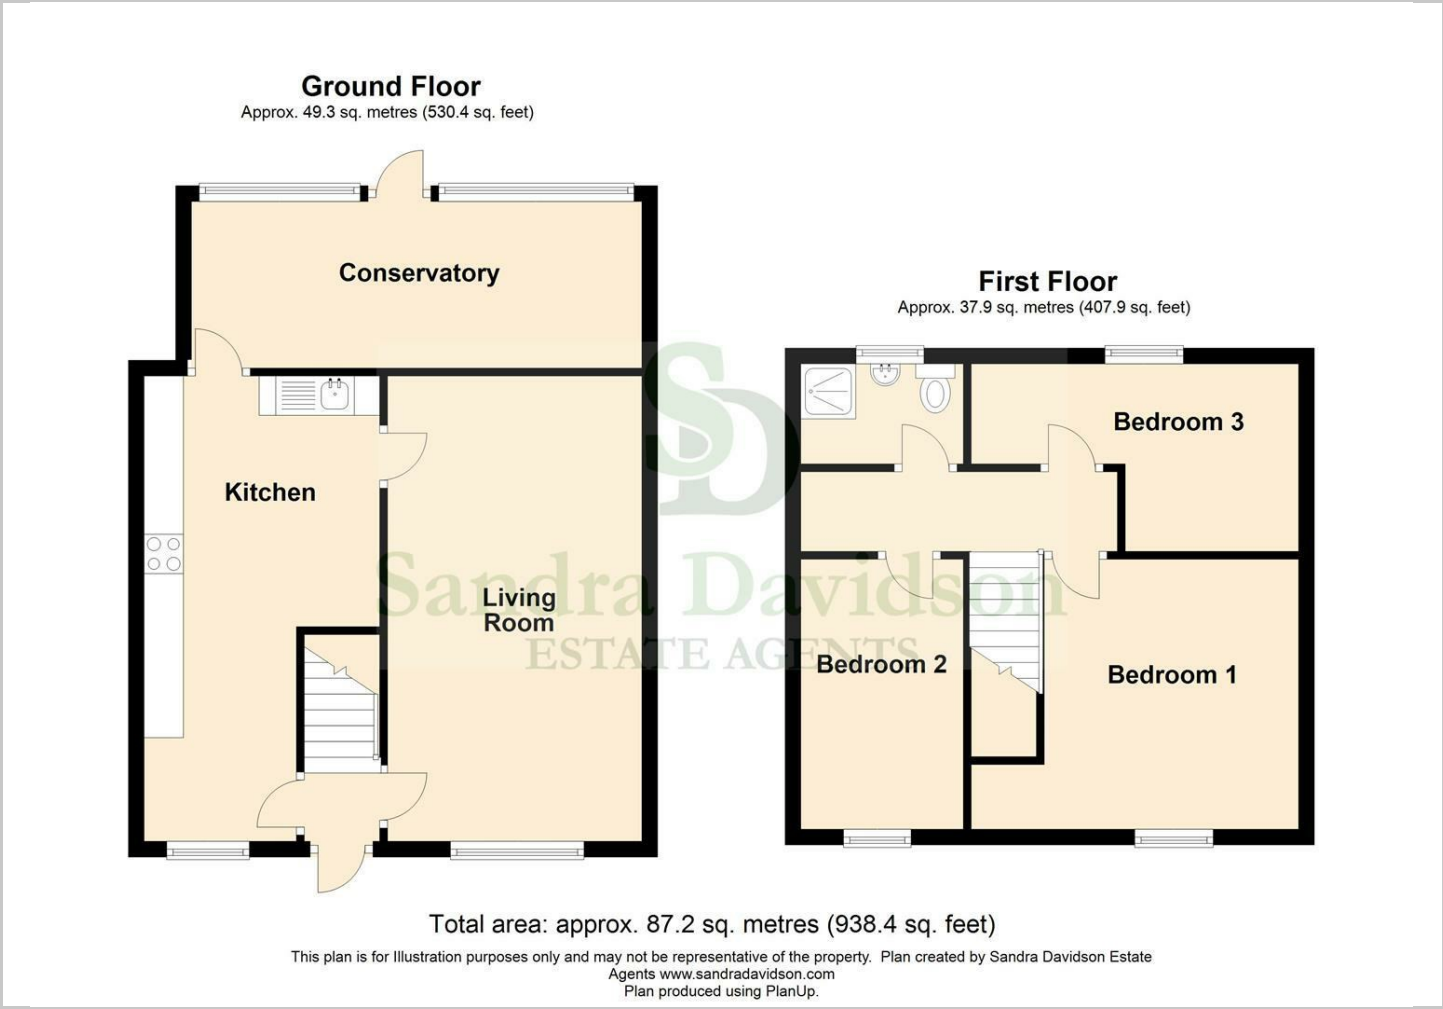 Ground Floor
Approx. 49.3 sq. metres (530.4 sq. feet)
Conservatory
Kitchen
Living
Room
First Floor
Approx. 37.9 sq. metres (407.9 sq. feet)
Bedroom 3
Bedroom 2
Bedroom 1
SD
Sandra Davidson
ESTATE AGENTS
Total area: approx. 87.2 sq. metres (938.4 sq. feet)
This plan is for Illustration purposes only and may not be representative of the property. Plan created by Sandra Davidson Estate
Agents www.sandradavidson.com
Plan produced using PlanUp.